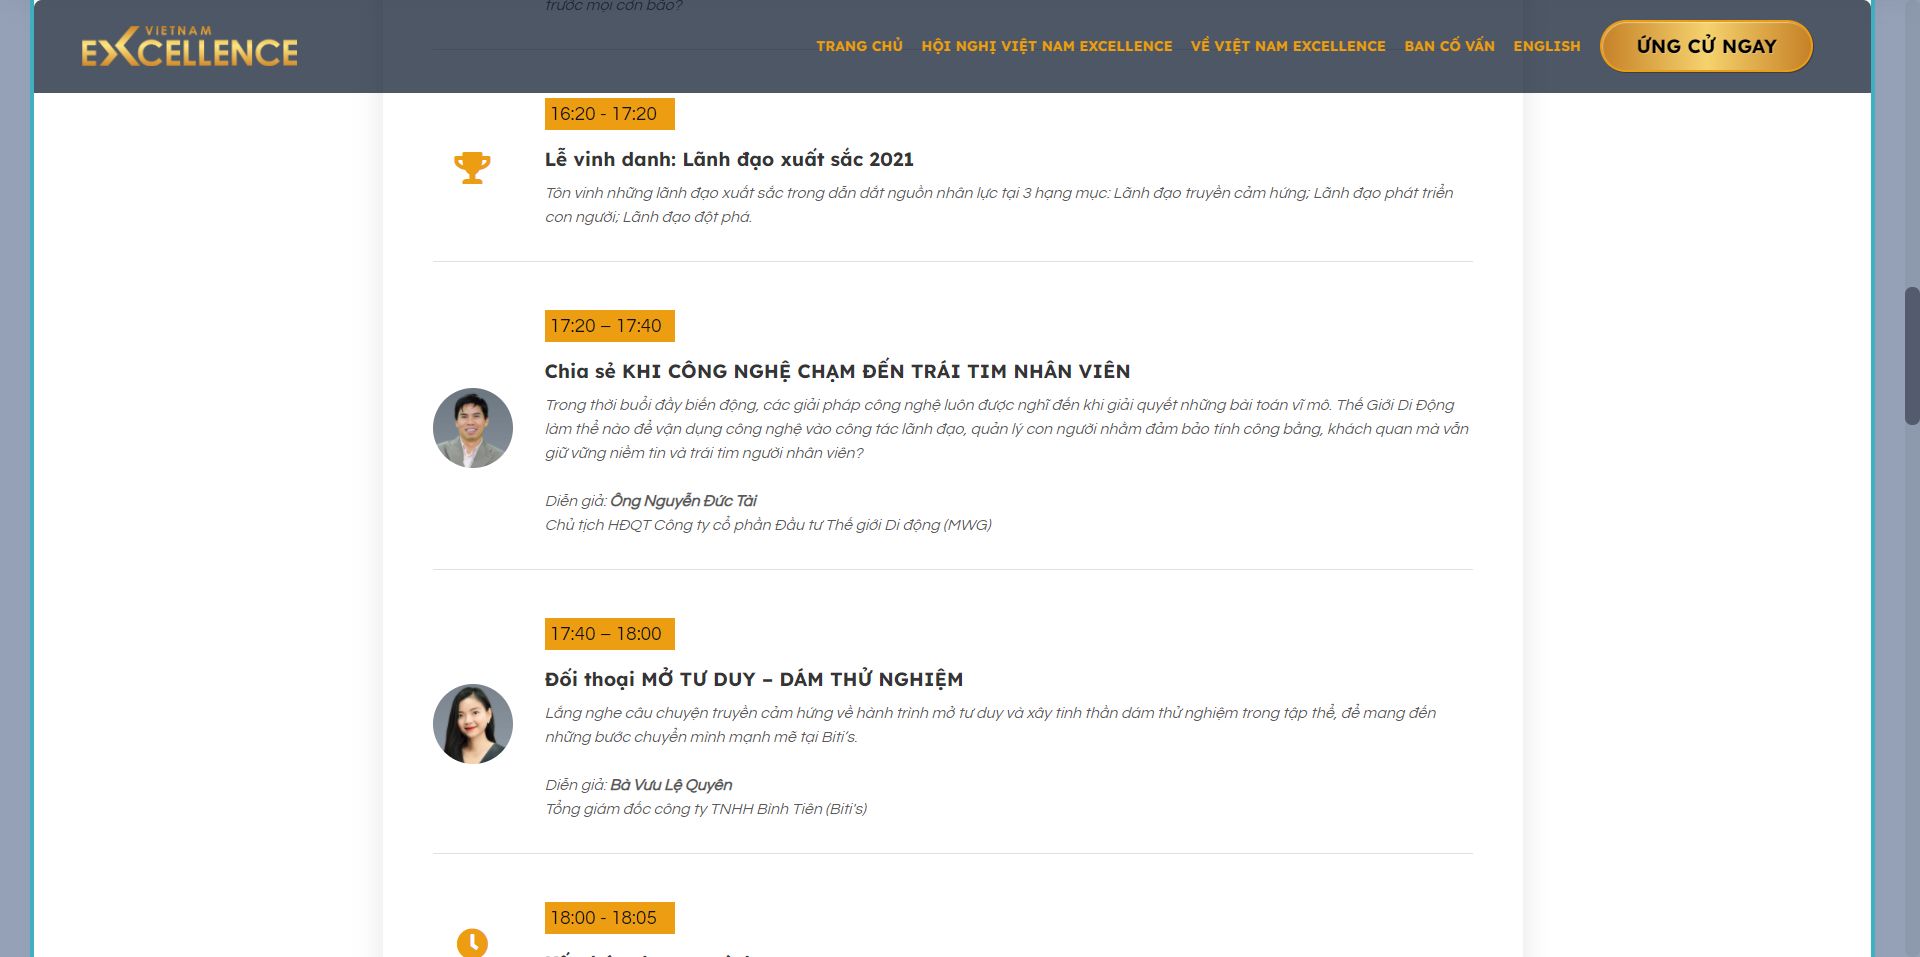 trước mọi cơn bão?
VIETNAM
EXCELLENCE
TRANG CHỦ HỘI NGHỊ VIỆT NAM EXCELLENCE VỀ VIỆT NAM EXCELLENCE BAN CỐ VẤN ENGLISH ỨNG CỬ NGAY
16:20 - 17:20
Lễ vinh danh: Lãnh đạo xuất sắc 2021
Tôn vinh những lãnh đạo xuất sắc trong dẫn dắt nguồn nhân lực tại 3 hạng mục: Lãnh đạo truyền cảm hứng; Lãnh đạo phát triển
con người; Lãnh đạo đột phá.
17:20 – 17:40
Chia sẻ KHI CÔNG NGHỆ CHẠM ĐẾN TRÁI TIM NHÂN VIÊN
Trong thời buổi đầy biến động, các giải pháp công nghệ luôn được nghĩ đến khi giải quyết những bài toán vĩ mô. Thế Giới Di Động
làm thế nào để vận dụng công nghệ vào công tác lãnh đạo, quản lý con người nhằm đảm bảo tính công bằng, khách quan mà vẫn
giữ vững niềm tin và trái tim người nhân viên?
Diễn giả: Ông Nguyễn Đức Tài
Chủ tịch HĐQT Công ty cổ phần Đầu tư Thế giới Di động (MWG)
17:40 – 18:00
Đối thoại MỞ TƯ DUY – DÁM THỬ NGHIỆM
Lắng nghe câu chuyện truyền cảm hứng về hành trình mở tư duy và xây tinh thần dám thử nghiệm trong tập thể, để mang đến
những bước chuyển mình mạnh mẽ tại Biti's.
Diễn giả: Bà Vưu Lệ Quyên
Tổng giám đốc công ty TNHH Bình Tiên (Biti's)
18:00 - 18:05